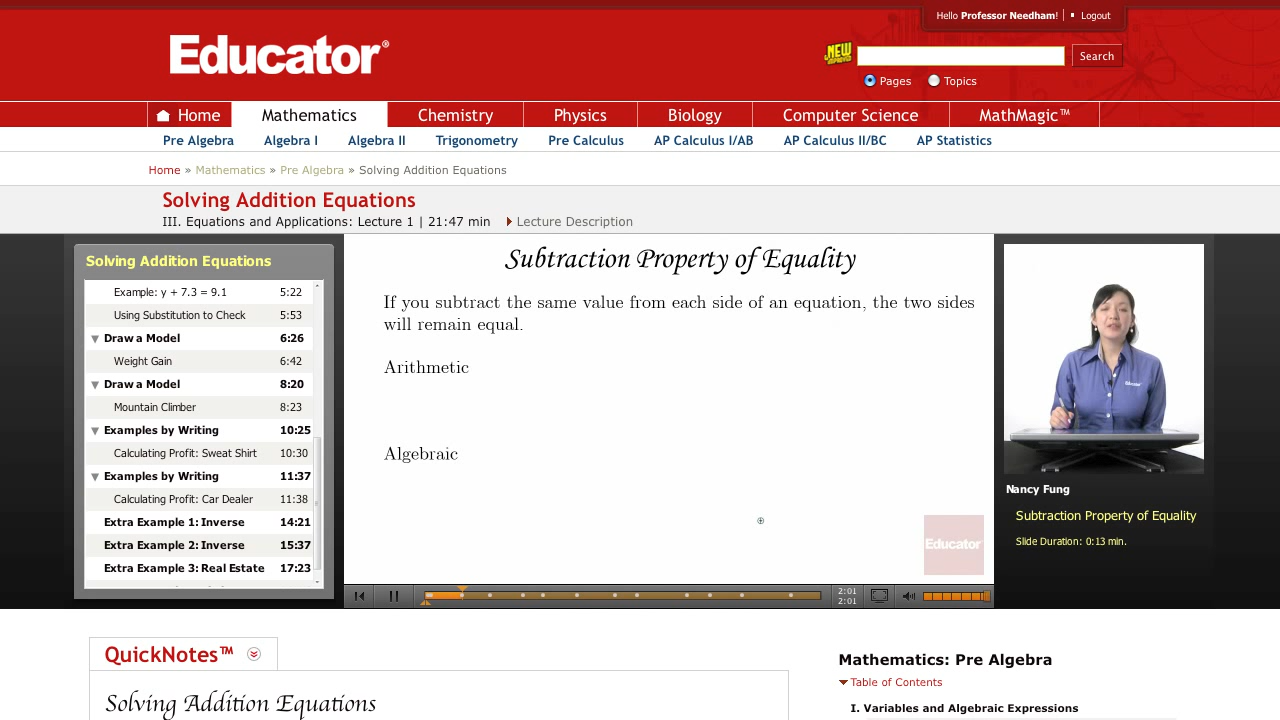 Hello Professor Needham! Logout
Educator®
NEW
Search
Pages Topics
Home Mathematics Chemistry Physics Biology Computer Science MathMagic™
Pre Algebra Algebra I Algebra II Trigonometry Pre Calculus AP Calculus I/AB AP Calculus II/BC AP Statistics
Home » Mathematics » Pre Algebra » Solving Addition Equations
Solving Addition Equations
III. Equations and Applications: Lecture 1 | 21:47 min Lecture Description
Solving Addition Equations
Example: y + 7.3 = 9.1 5:22
Using Substitution to Check 5:53
Draw a Model 6:26
Weight Gain 6:42
Draw a Model 8:20
Mountain Climber 8:23
Examples by Writing 10:25
Calculating Profit: Sweat Shirt 10:30
Examples by Writing 11:37
Calculating Profit: Car Dealer 11:38
Extra Example 1: Inverse 14:21
Extra Example 2: Inverse 15:37
Extra Example 3: Real Estate 17:23
Subtraction Property of Equality
If you subtract the same value from each side of an equation, the two sides
will remain equal.
Arithmetic
Algebraic
Educator
2:01
2:01
Educator
Nancy Fung
Subtraction Property of Equality
Slide Duration: 0:13 min.
QuickNotes™
Solving Addition Equations
Mathematics: Pre Algebra
Table of Contents
I. Variables and Algebraic Expressions